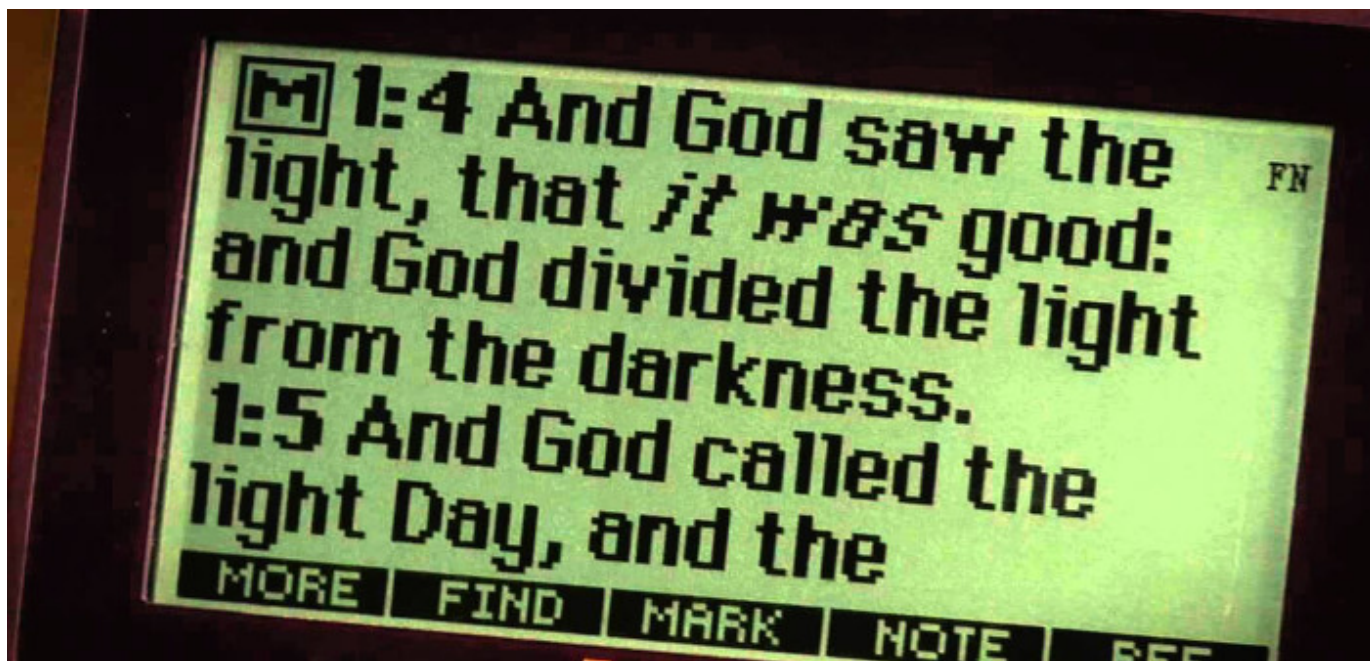 M 1:4 And God saw the
light, that it was good: FN
and God divided the light
from the darkness.
1:5 And God called the
light Day, and the
MORE FIND MARK NOTE